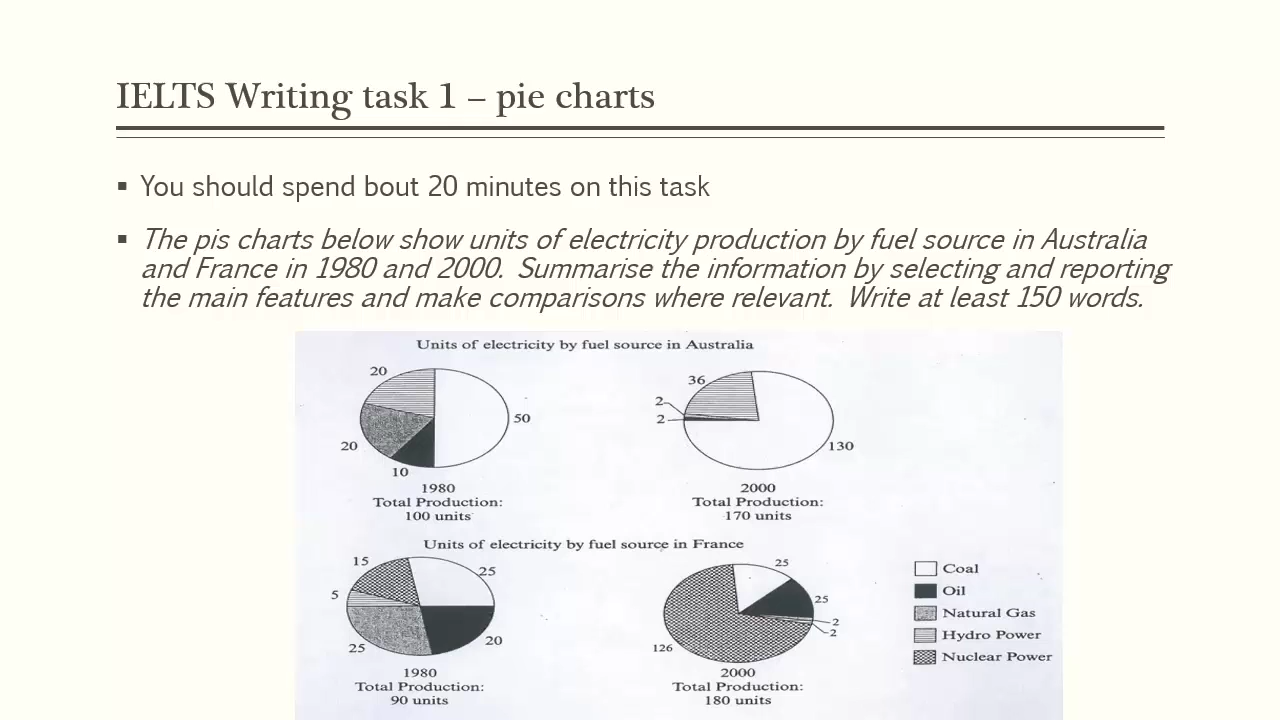 IELTS Writing task 1 – pie charts
▪ You should spend bout 20 minutes on this task
▪ The pis charts below show units of electricity production by fuel source in Australia
and France in 1980 and 2000. Summarise the information by selecting and reporting
the main features and make comparisons where relevant. Write at least 150 words.
Units of electricity by fuel source in Australia
20
50
20
10
1980
Total Production:
100 units
36
2
2
130
2000
Total Production:
170 units
Units of electricity by fuel source in France
15
25
5
25
20
1980
Total Production:
90 units
25
25
2
2
126
2000
Total Production:
180 units
Coal
Oil
Natural Gas
Hydro Power
Nuclear Power